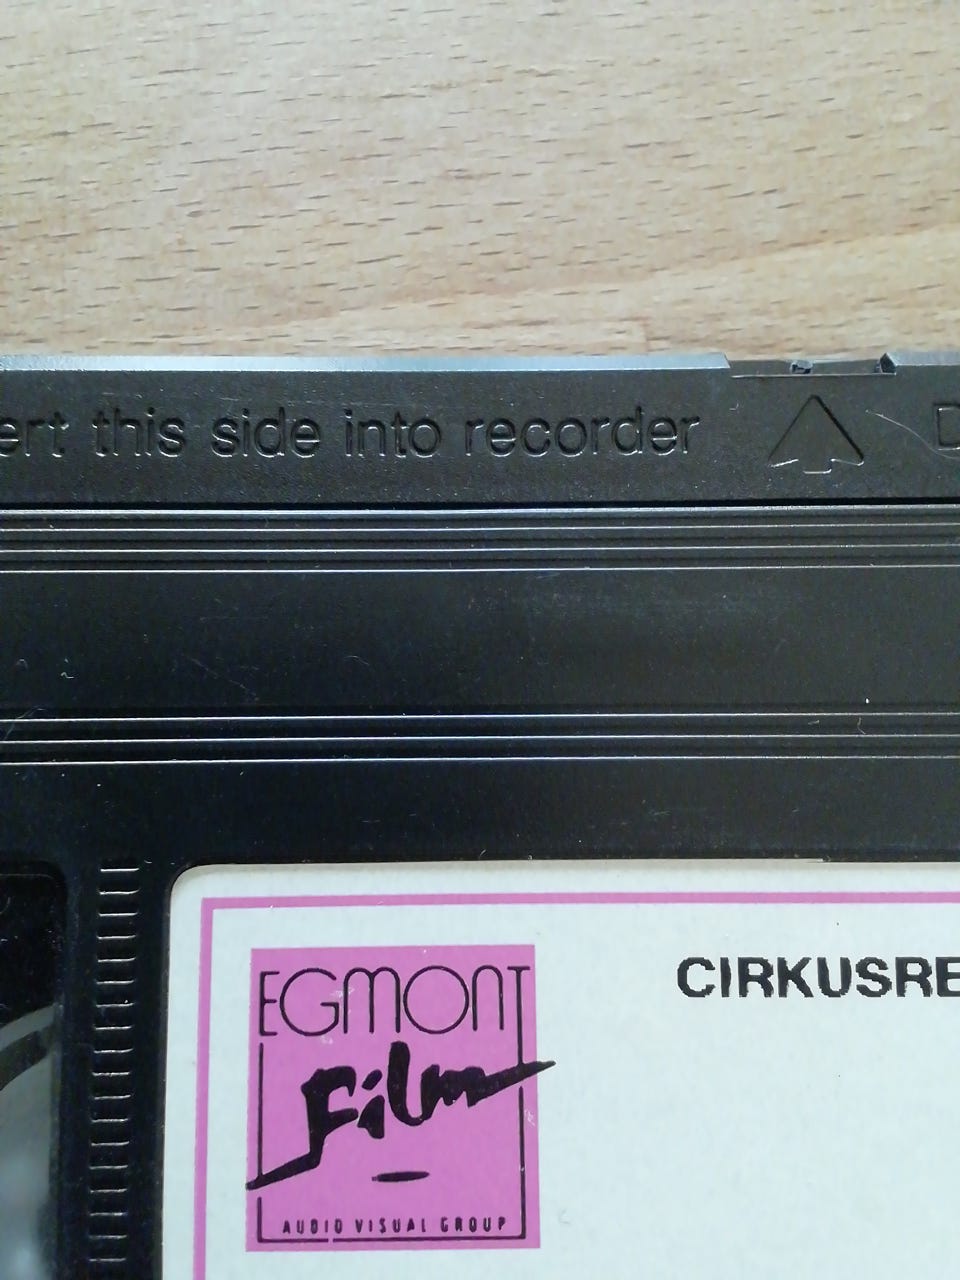 ert this side into recorder
CIRKUSRE
EGMONT
Film
AUDIO VISUAL GROUP